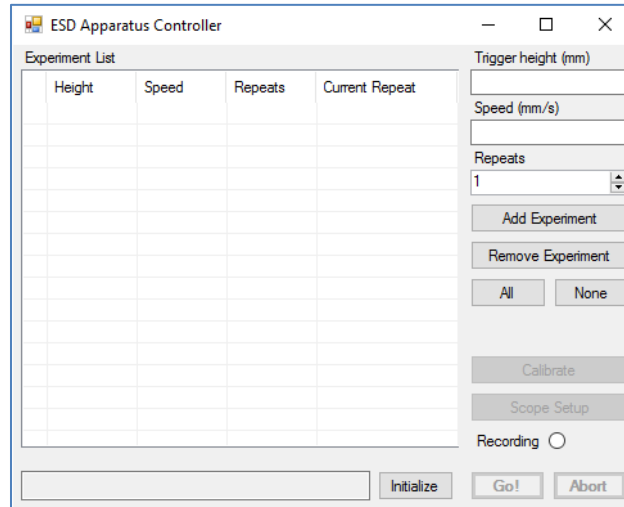 ESD Apparatus Controller
Experiment List
Height Speed Repeats Current Repeat
Trigger height (mm)
Speed (mm/s)
Repeats
1
Add Experiment
Remove Experiment
All None
Calibrate
Scope Setup
Recording
Initialize Go! Abort